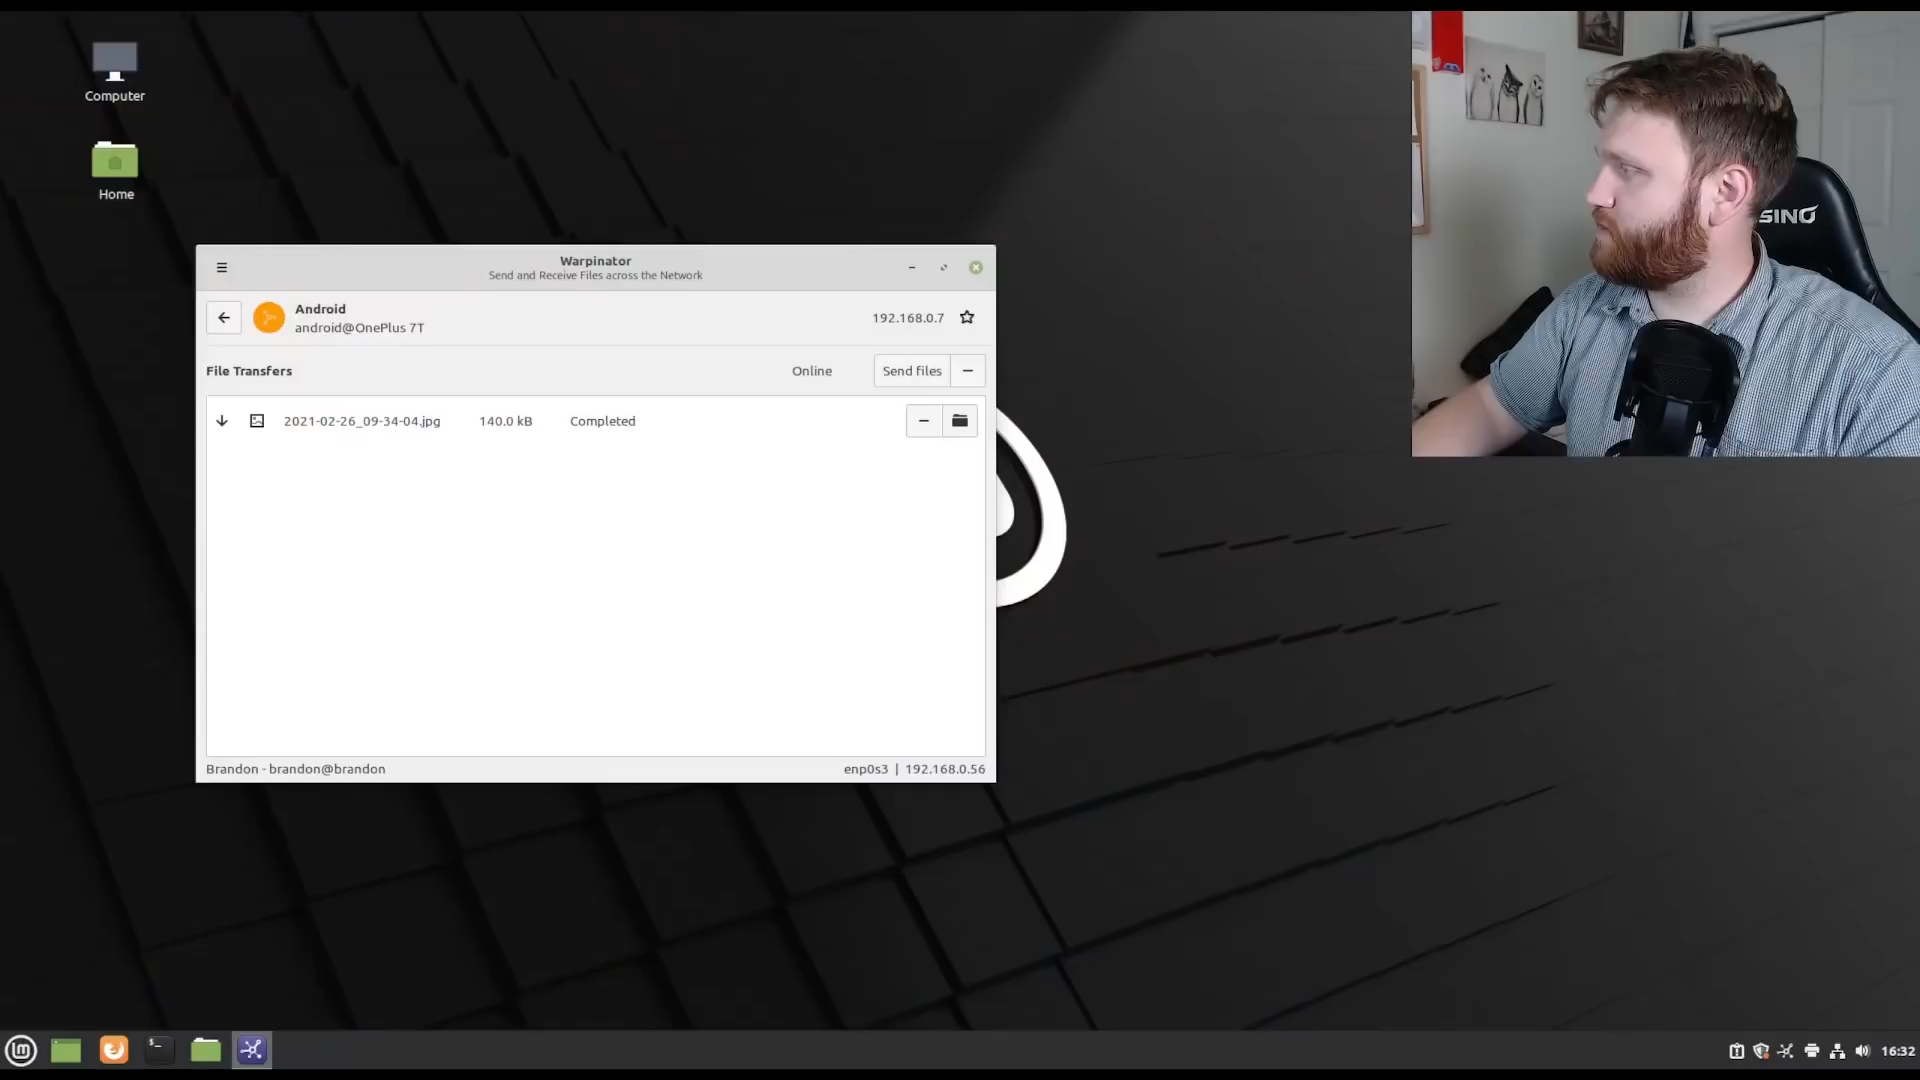 Computer
Home
Warpinator
Send and Receive Files across the Network
Android
android@OnePlus 7T
192.168.0.7
File Transfers
Online
Send files
2021-02-26_09-34-04.jpg
140.0 kB
Completed
Brandon - brandon@brandon
enp0s3 | 192.168.0.56
SINO
lm
$_
16:32